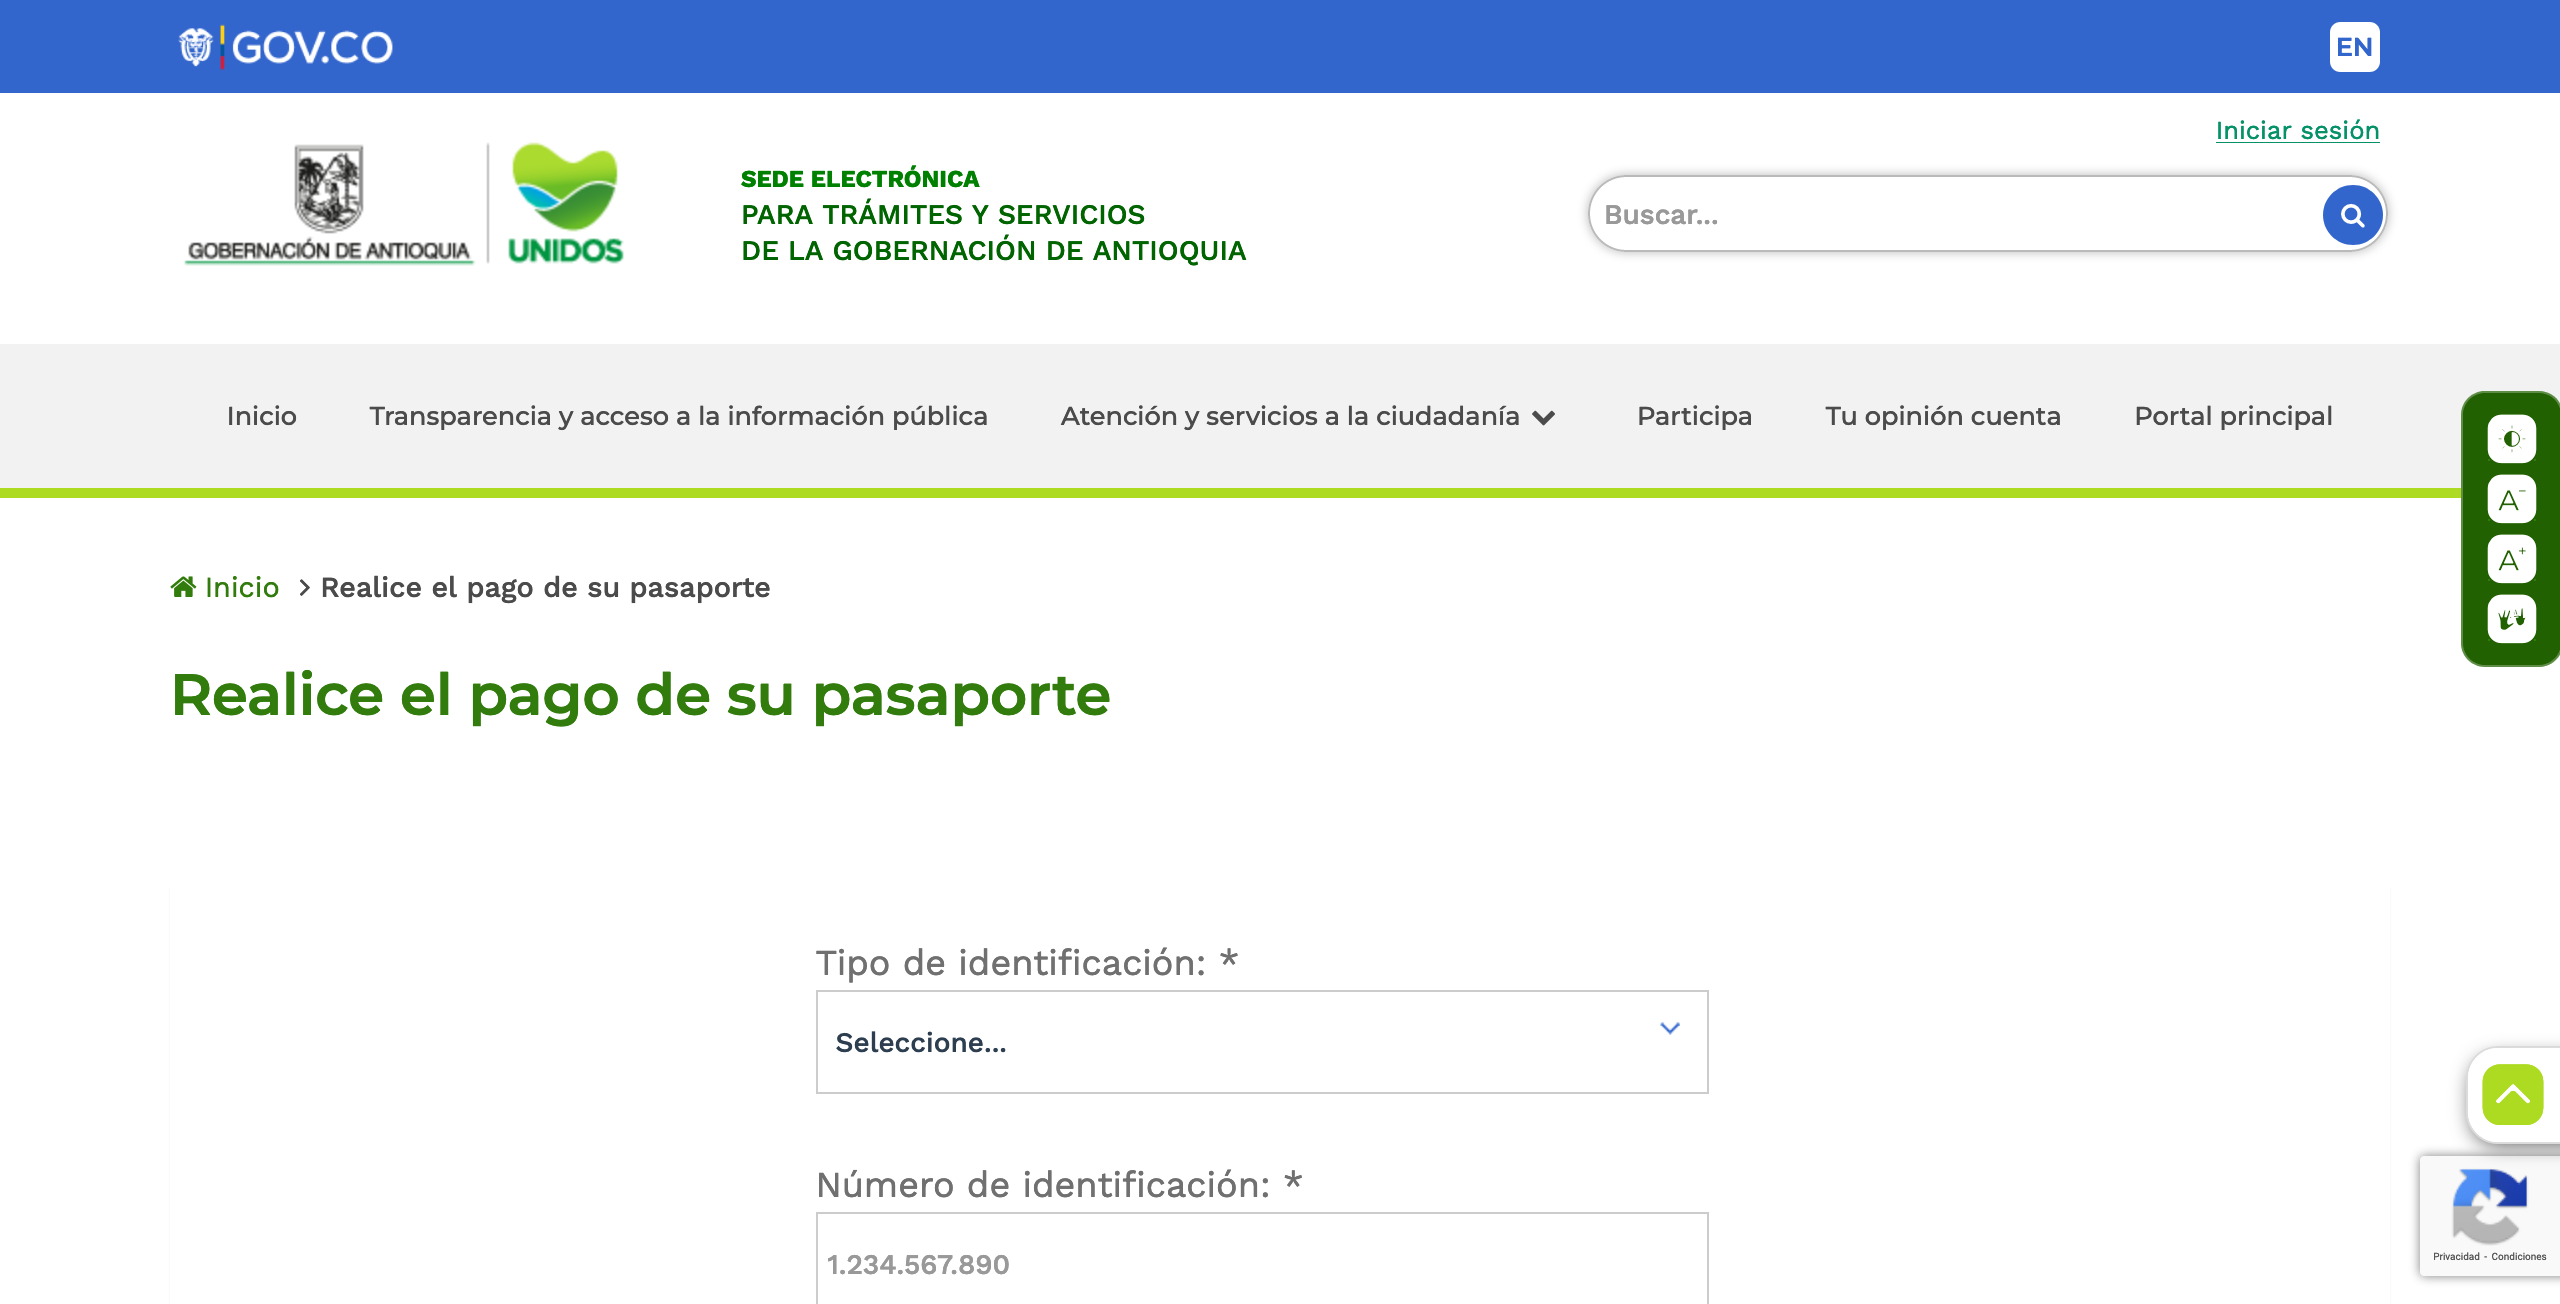 GOV.CO
EN
Iniciar sesión
GOBERNACIÓN DE ANTIOQUIA
UNIDOS
SEDE ELECTRÓNICA
PARA TRÁMITES Y SERVICIOS
DE LA GOBERNACIÓN DE ANTIOQUIA
Buscar...
Inicio Transparencia y acceso a la información pública Atención y servicios a la ciudadanía Participa Tu opinión cuenta Portal principal
A-
A+
Inicio > Realice el pago de su pasaporte
Realice el pago de su pasaporte
Tipo de identificación: *
Seleccione...
Número de identificación: *
1.234.567.890
Privacidad - Condiciones